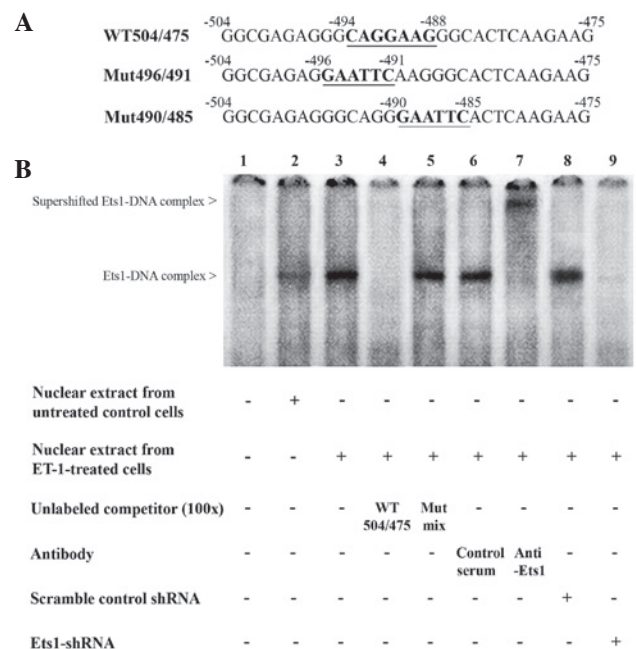 A
-504 -494 -488 -475
WT504/475 GGCGAGAGGGCAGGAAGGGCACTCAAGAAG
-504 -496 -491 -475
Mut496/491 GGCGAGAGGAATTCAAGGGCACTCAAGAAG
-504 -490 -485 -475
Mut490/485 GGCGAGAGGGCAGGGAATTCACTCAAGAAG
B
1 2 3 4 5 6 7 8 9
Supershifted Ets1-DNA complex >
Ets1-DNA complex >
Nuclear extract from
untreated control cells - + - - - - - - -
Nuclear extract from
ET-1-treated cells - - + + + + + + +
Unlabeled competitor (100x) - - - WT Mut - - - -
504/475 mix
Antibody - - - - - Control Anti - -
serum -Ets1
Scramble control shRNA - - - - - - - + -
Ets1-shRNA - - - - - - - - +